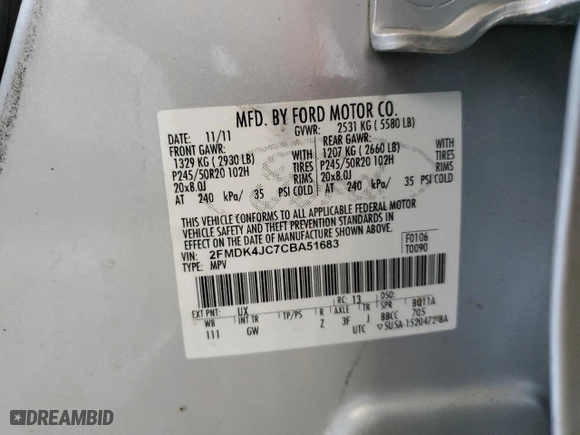 MFD. BY FORD MOTOR CO.
DATE: 11/11 GVWR: 2531 KG ( 5580 LB)
FRONT GAWR: WITH REAR GAWR: WITH
1329 KG ( 2930 LB) TIRES 1207 KG ( 2660 LB) TIRES
P245/50R20 102H RIMS P245/50R20 102H RIMS
20x8.0J 20x8.0J
AT 240 kPa/ 35 PSI COLD AT 240 kPa/ 35 PSI COLD
THIS VEHICLE CONFORMS TO ALL APPLICABLE FEDERAL MOTOR
VEHICLE SAFETY AND THEFT PREVENTION STANDARDS IN
EFFECT ON THE DATE OF MANUFACTURE SHOWN ABOVE.
VIN: 2FMDK4JC7CBA51683 F0106
TYPE: MPV T0090
EXT PNT: UX RC: 13 DSO:
WB INT TR TP/PS R AXLE TR SPR BQ11A
111 GW Z 3F J BBCC 705
UTC
DREAMBID